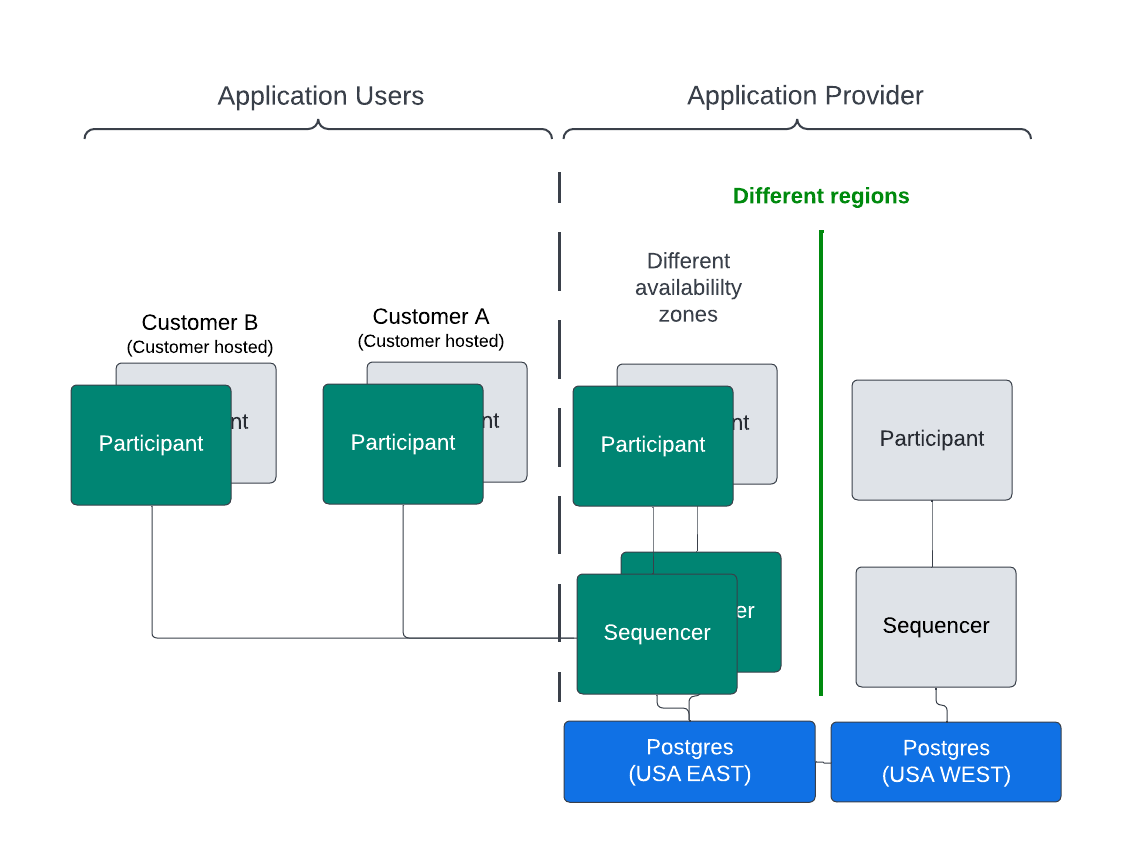 Application Users
Application Provider
Different regions
Different
availabililty
zones
Customer B
(Customer hosted)
Customer A
(Customer hosted)
nt
Participant
nt
Participant
nt
Participant
Participant
er
Sequencer
Sequencer
Postgres
(USA EAST)
Postgres
(USA WEST)